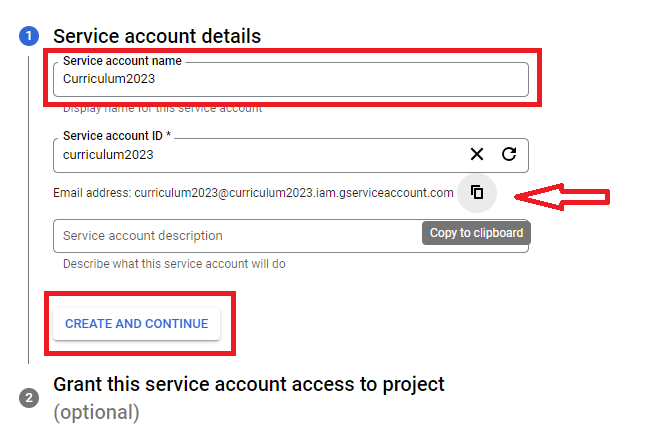 1 Service account details
Service account name
Curriculum2023
Display name for this service account
Service account ID *
curriculum2023
Email address: curriculum2023@curriculum2023.iam.gserviceaccount.com
Service account description
Copy to clipboard
Describe what this service account will do
CREATE AND CONTINUE
2 Grant this service account access to project
(optional)